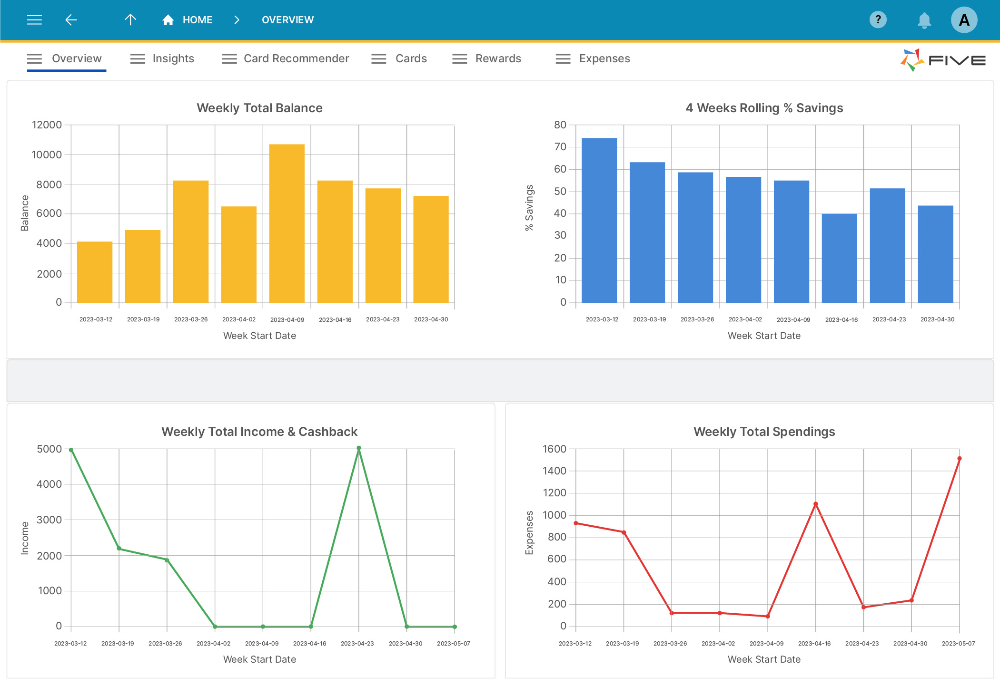 HOME OVERVIEW ? A
Overview Insights Card Recommender Cards Rewards Expenses FIVE
Weekly Total Balance
12000
10000
8000
6000
4000
2000
0
Balance
2023-03-12 2023-03-19 2023-03-26 2023-04-02 2023-04-09 2023-04-16 2023-04-23 2023-04-30
Week Start Date
4 Weeks Rolling % Savings
80
70
60
50
40
30
20
10
0
% Savings
2023-03-12 2023-03-19 2023-03-26 2023-04-02 2023-04-09 2023-04-16 2023-04-23 2023-04-30
Week Start Date
Weekly Total Income & Cashback
5000
4000
3000
2000
1000
0
Income
2023-03-12 2023-03-19 2023-03-26 2023-04-02 2023-04-09 2023-04-16 2023-04-23 2023-04-30 2023-05-07
Week Start Date
Weekly Total Spendings
1600
1400
1200
1000
800
600
400
200
0
Expenses
2023-03-12 2023-03-19 2023-03-26 2023-04-02 2023-04-09 2023-04-16 2023-04-23 2023-04-30 2023-05-07
Week Start Date